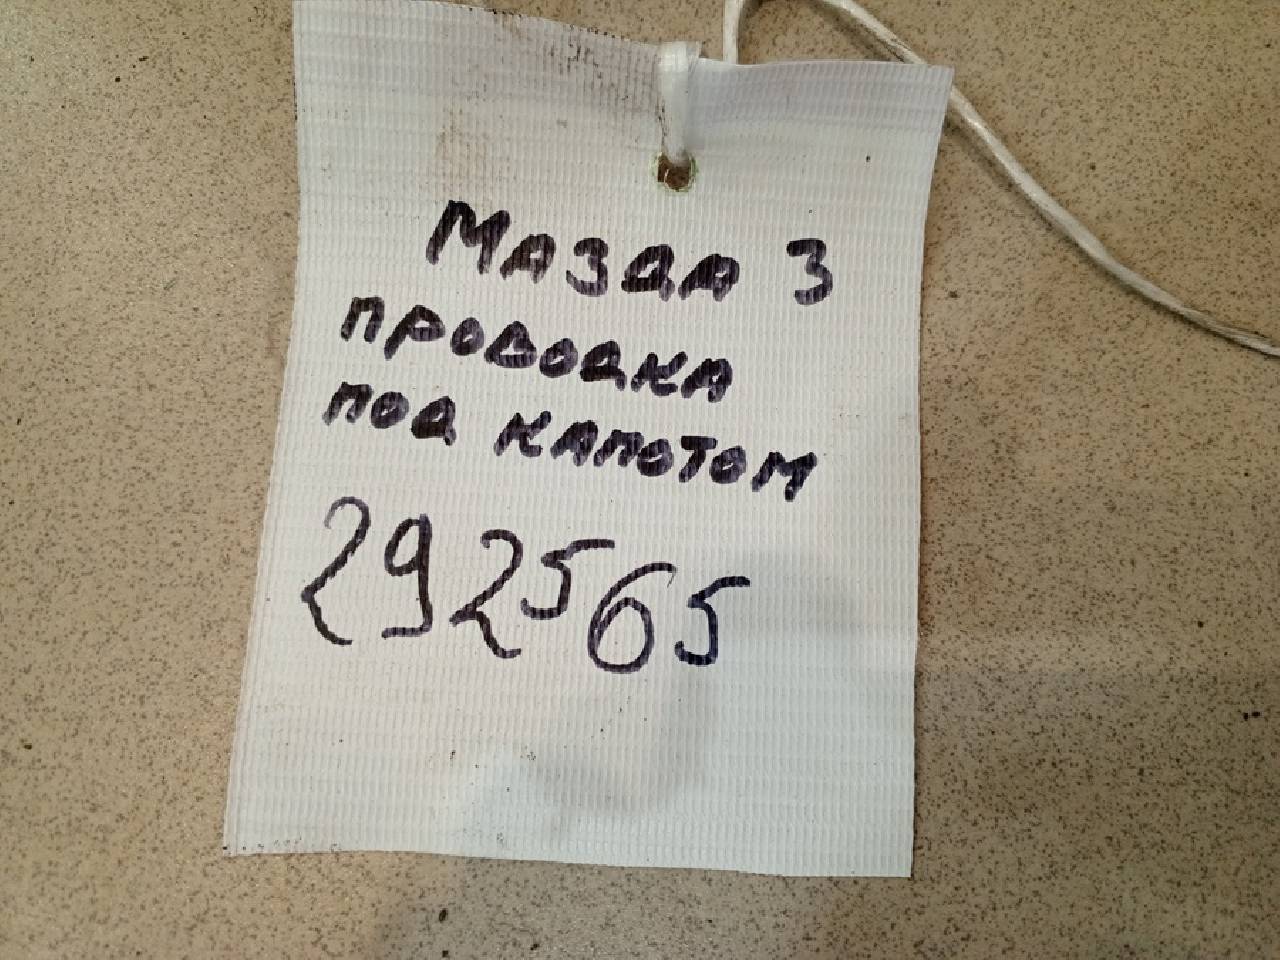 Мазда 3
проводка
под капотом
292565